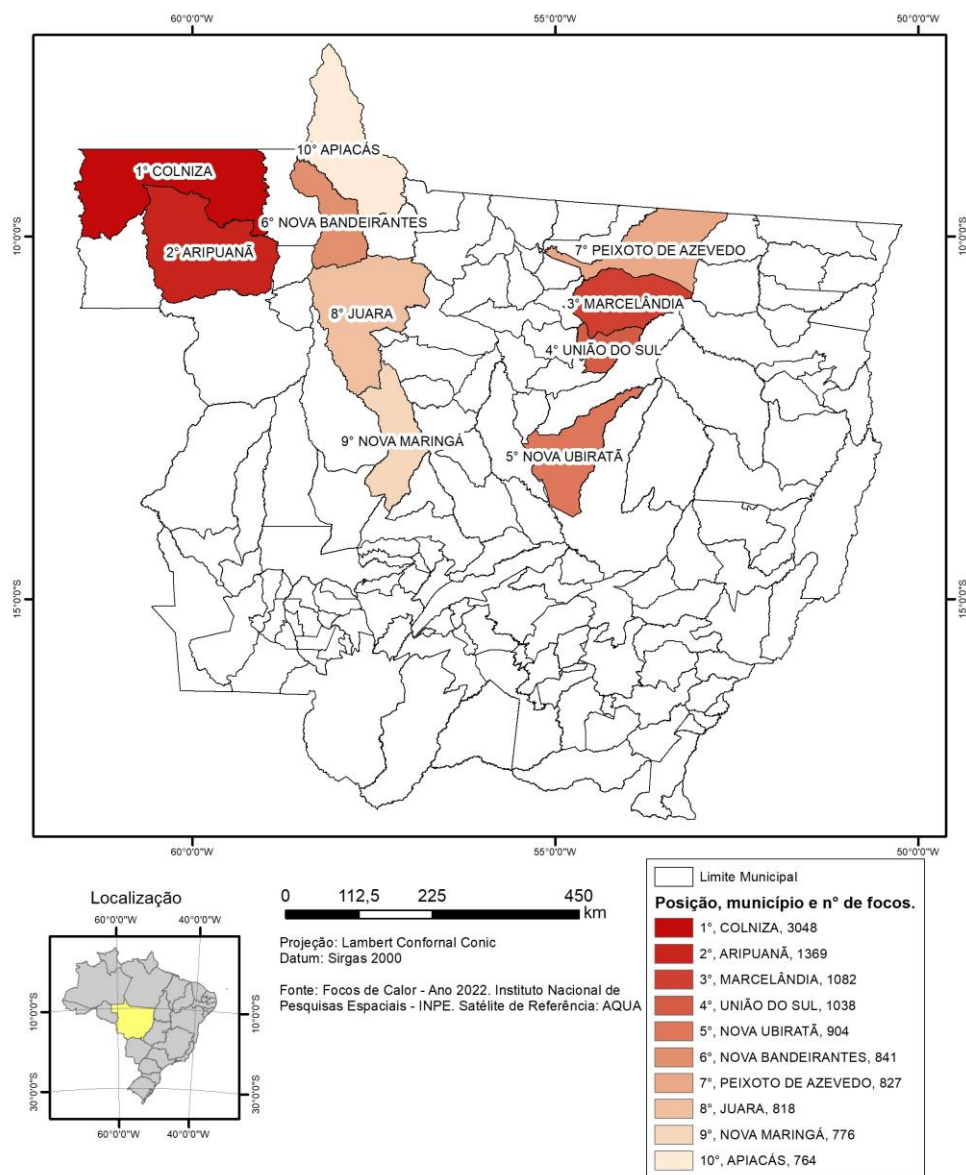 60°0'0"W 55°0'0"W 50°0'0"W
10° APIACÁS
1° COLNIZA
6° NOVA BANDEIRANTES
10°0'0"S 10°0'0"S
2° ARIPUANÃ
7° PEIXOTO DE AZEVEDO
3° MARCELÂNDIA
8° JUARA
4° UNIÃO DO SUL
9° NOVA MARINGÁ
5° NOVA UBIRATÃ
15°0'0"S 15°0'0"S
60°0'0"W 55°0'0"W 50°0'0"W
Localização
60°0'0"W 40°0'0"W
10°0'0"S 10°0'0"S
30°0'0"S 30°0'0"S
60°0'0"W 40°0'0"W
0 112,5 225 450
km
Projeção: Lambert Confornal Conic
Datum: Sirgas 2000
Fonte: Focos de Calor - Ano 2022. Instituto Nacional de
Pesquisas Espaciais - INPE. Satélite de Referência: AQUA
Limite Municipal
Posição, município e n° de focos.
1°, COLNIZA, 3048
2°, ARIPUANÃ, 1369
3°, MARCELÂNDIA, 1082
4°, UNIÃO DO SUL, 1038
5°, NOVA UBIRATÃ, 904
6°, NOVA BANDEIRANTES, 841
7°, PEIXOTO DE AZEVEDO, 827
8°, JUARA, 818
9°, NOVA MARINGÁ, 776
10°, APIACÁS, 764